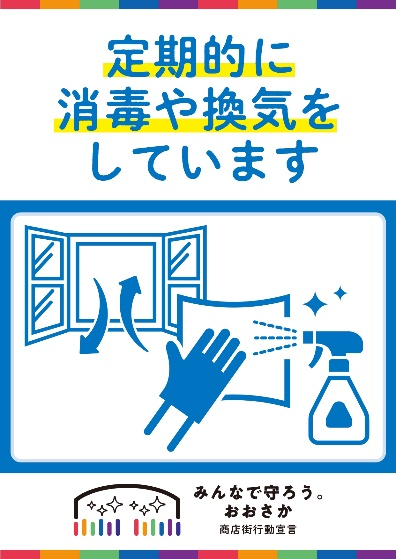 定期的に
消毒や換気を
しています
みんなで守ろう。
おおさか
商店街行動宣言